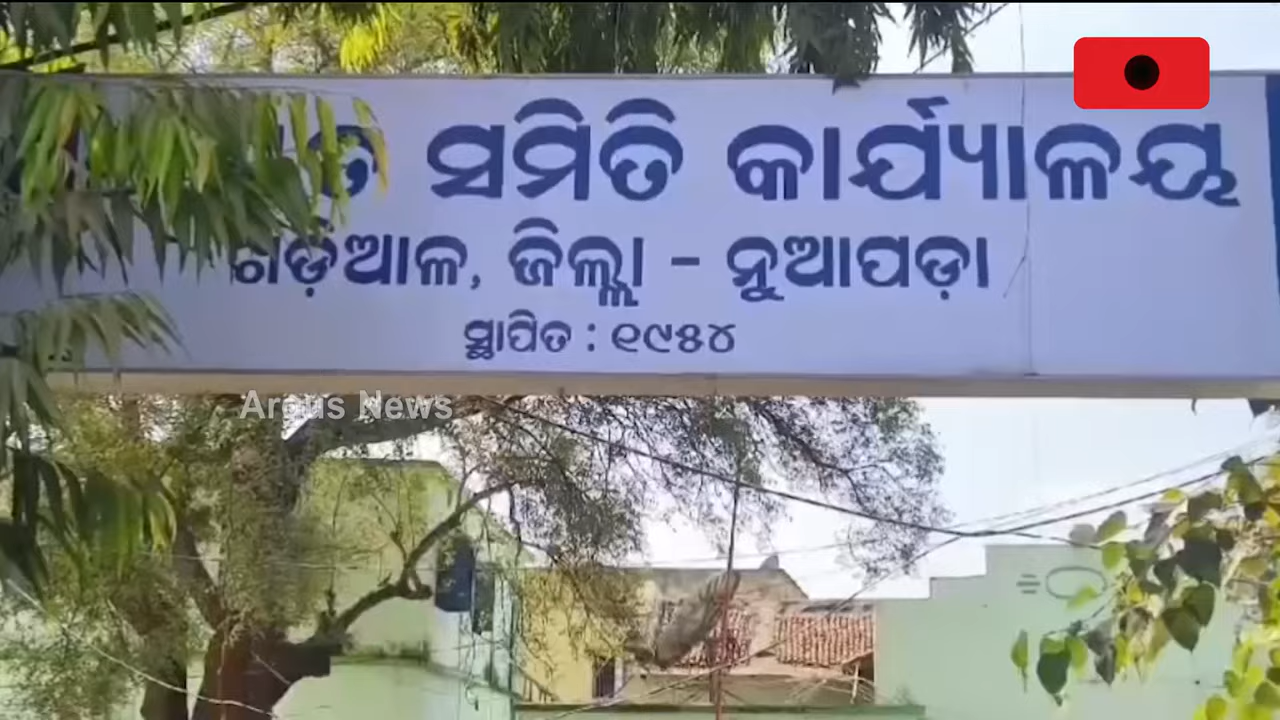 ସମିତି କାର୍ଯ୍ୟାଳୟ
ଖଡ଼ିଆଳ, ଜିଲ୍ଲା - ନୂଆପଡ଼ା
ସ୍ଥାପିତ : ୧୯୫୪
Argus News